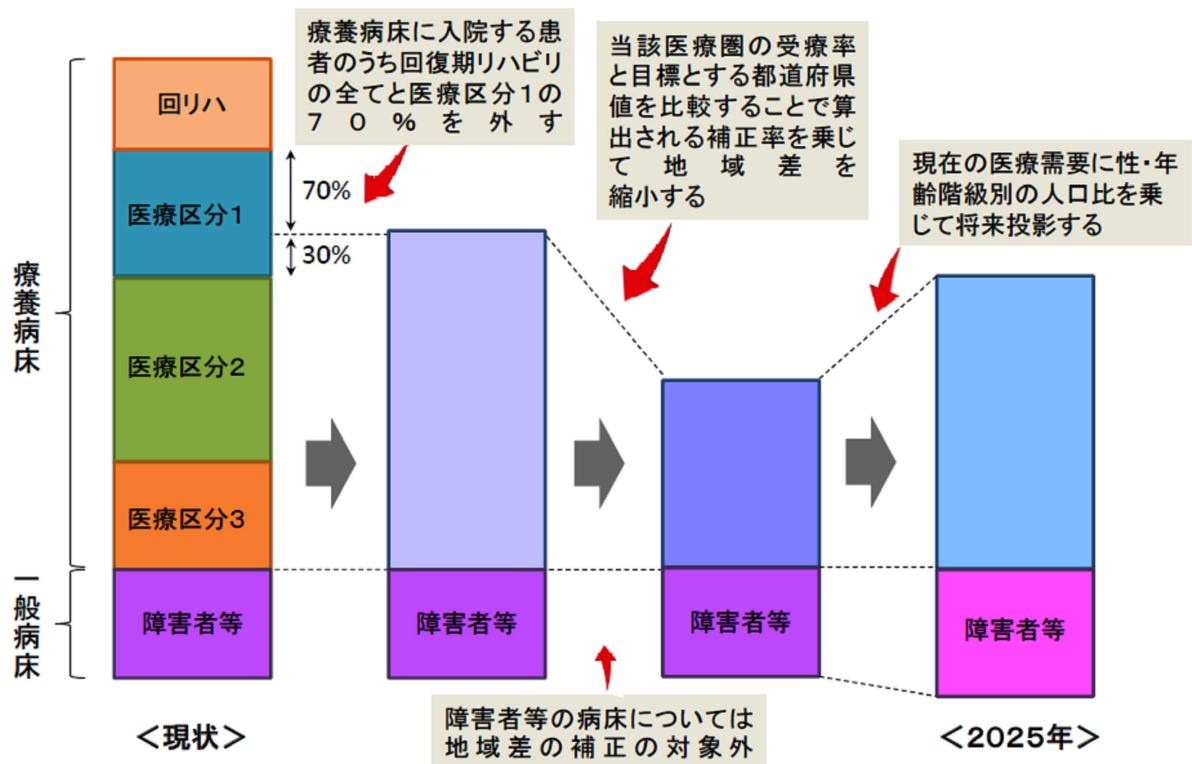 療養病床に入院する患
者のうち回復期リハビリ
の全てと医療区分1の
70%を外す
当該医療圏の受療率
と目標とする都道府県
値を比較することで算
出される補正率を乗じ
て地域差を
縮小する
現在の医療需要に性・年
齢階級別の人口比を乗
じて将来投影する
療養病床
回リハ
医療区分1
70%
30%
医療区分2
医療区分3
一般病床
障害者等
障害者等
障害者等
障害者等
障害者等の病床については
地域差の補正の対象外
＜現状＞
＜2025年＞